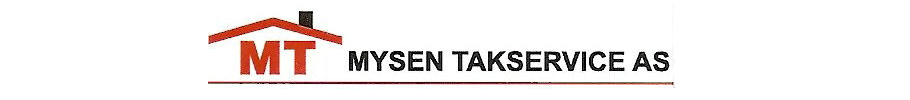 MT MYSEN TAKSERVICE AS